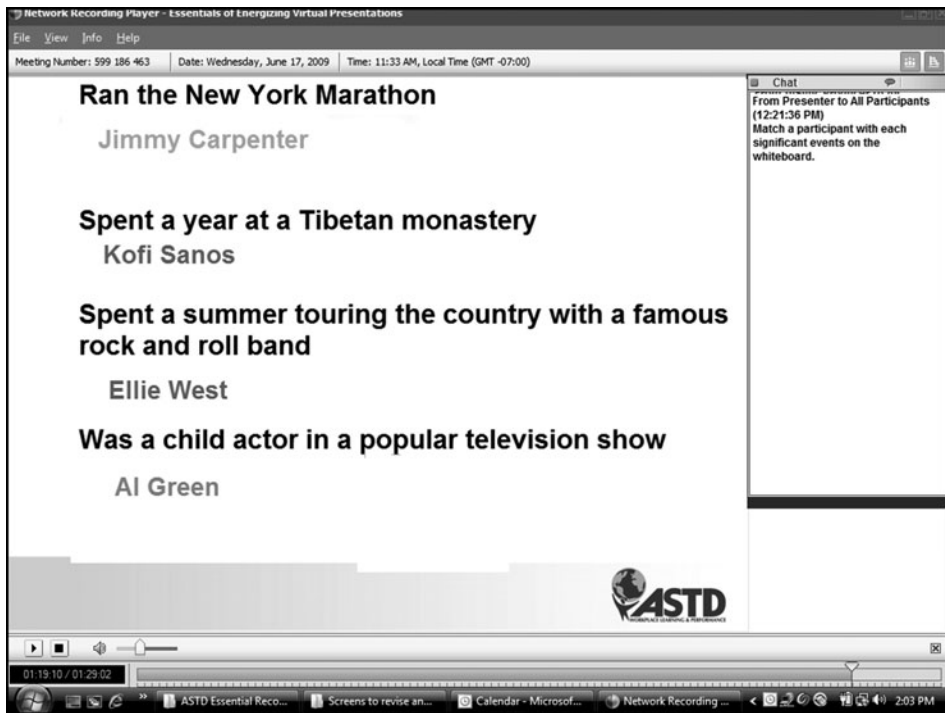 Network Recording Player - Essentials of Energizing Virtual Presentations
File View Info Help
Meeting Number: 599 186 463 Date: Wednesday, June 17, 2009 Time: 11:33 AM, Local Time (GMT -07:00)
Ran the New York Marathon
Jimmy Carpenter
Spent a year at a Tibetan monastery
Kofi Sanos
Spent a summer touring the country with a famous
rock and roll band
Ellie West
Was a child actor in a popular television show
Al Green
Chat
From Presenter to All Participants
(12:21:36 PM)
Match a participant with each
significant events on the
whiteboard.
ASTD
WORKPLACE LEARNING & PERFORMANCE
01:19:10 / 01:29:02
» ASTD Essential Reco... Screens to revise an... Calendar - Microsof... Network Recording ... < 2:03 PM